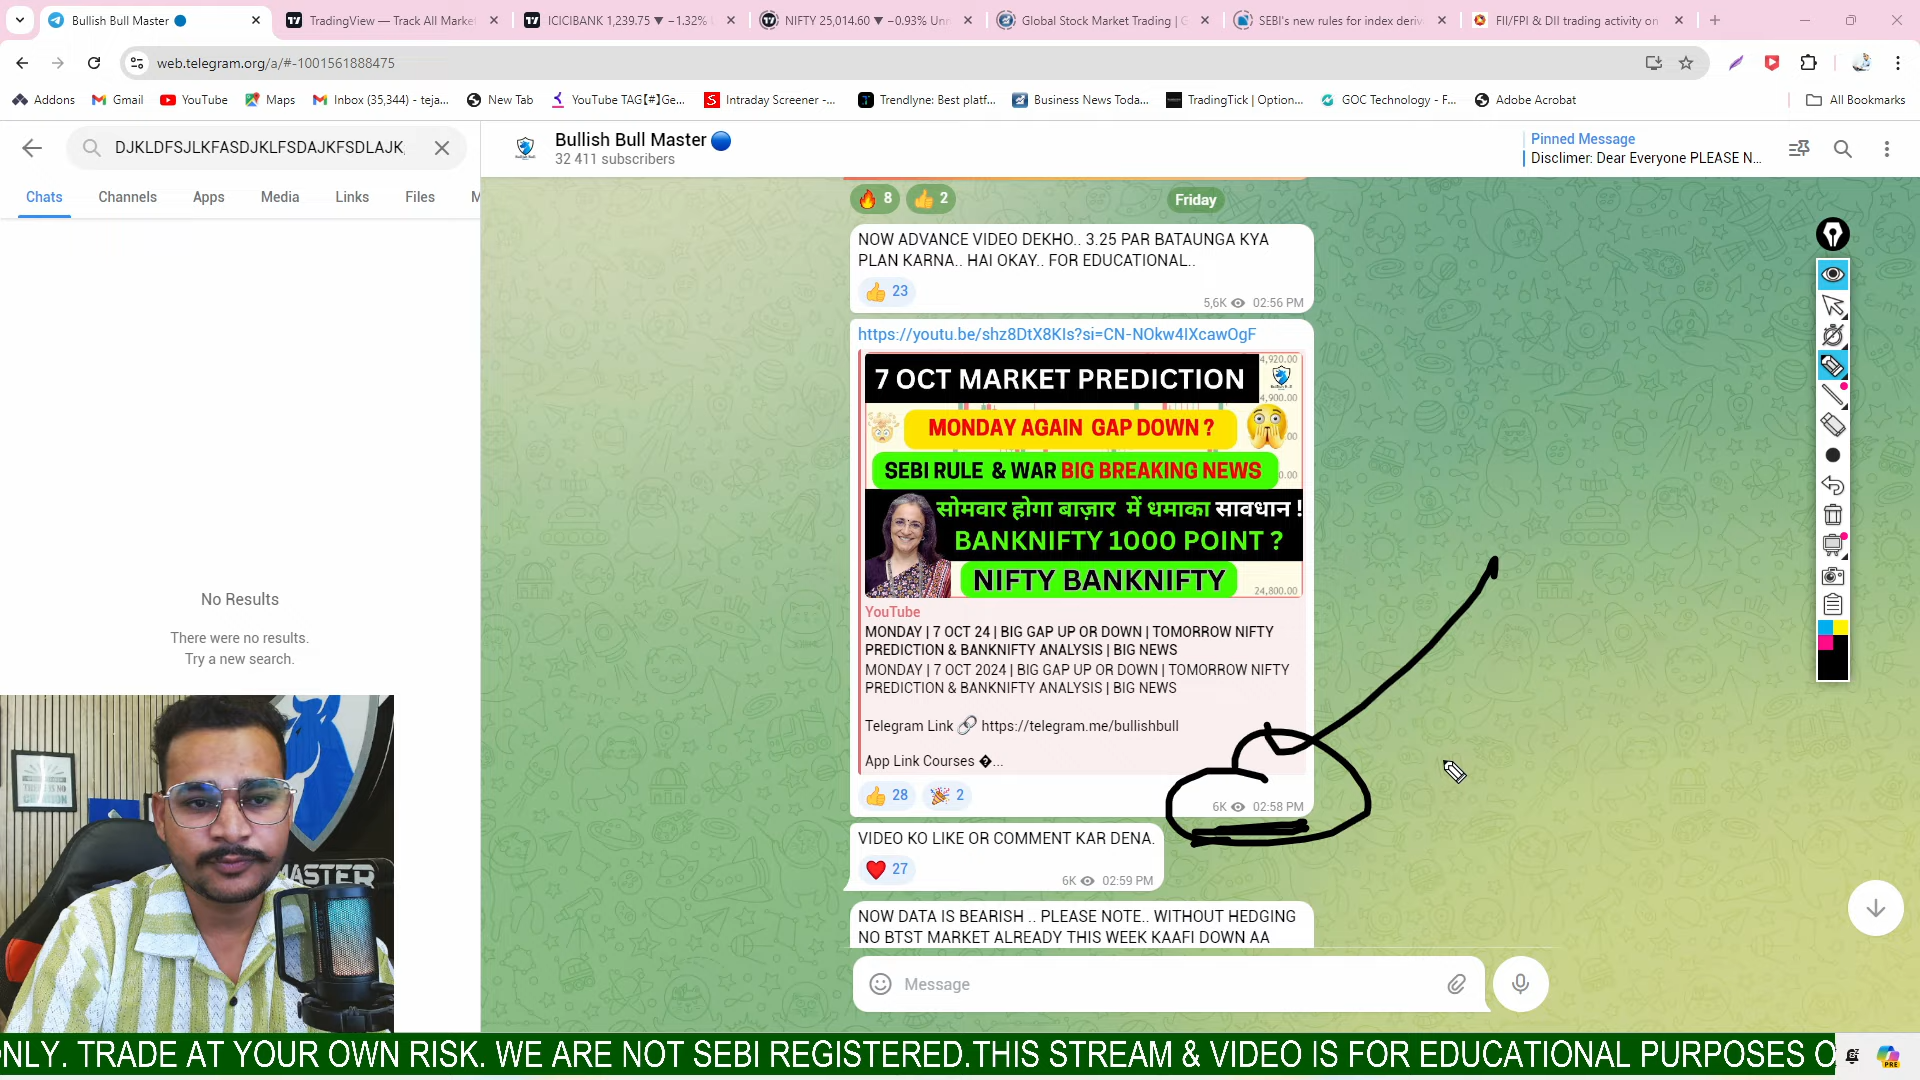 Bullish Bull Master
TradingView — Track All Market
ICICIBANK 1,239.75 ▼ −1.32%
NIFTY 25,014.60 ▼ −0.93% Unn
Global Stock Market Trading | G
SEBI's new rules for index deriv
FII/FPI & DII trading activity on
web.telegram.org/a/#-1001561888475
Addons
Gmail
YouTube
Maps
Inbox (35,344) - teja...
New Tab
YouTube TAG【#】Ge...
Intraday Screener -...
Trendlyne: Best platf...
Business News Toda...
TradingTick | Option...
GOC Technology - F...
Adobe Acrobat
All Bookmarks
DJKLDFSJLKFASDJKLFSDAJKFSDLAJK
Chats
Channels
Apps
Media
Links
Files
M
No Results
There were no results.
Try a new search.
Bullish Bull Master
32 411 subscribers
Pinned Message
Disclimer: Dear Everyone PLEASE N...
🔥 8 👍 2
Friday
NOW ADVANCE VIDEO DEKHO.. 3.25 PAR BATAUNGA KYA
PLAN KARNA.. HAI OKAY.. FOR EDUCATIONAL..
👍 23
5,6K 02:56 PM
https://youtu.be/shz8DtX8KIs?si=CN-NOkw4IXcawOgF
7 OCT MARKET PREDICTION
4,920.00
4,900.00
MONDAY AGAIN GAP DOWN ?
SEBI RULE & WAR BIG BREAKING NEWS
सोमवार होगा बाज़ार में धमाका सावधान !
BANKNIFTY 1000 POINT ?
NIFTY BANKNIFTY
24,800.00
YouTube
MONDAY | 7 OCT 24 | BIG GAP UP OR DOWN | TOMORROW NIFTY
PREDICTION & BANKNIFTY ANALYSIS | BIG NEWS
MONDAY | 7 OCT 2024 | BIG GAP UP OR DOWN | TOMORROW NIFTY
PREDICTION & BANKNIFTY ANALYSIS | BIG NEWS
Telegram Link 🔗 https://telegram.me/bullishbull
App Link Courses �...
👍 28 🎉 2
6K 02:58 PM
VIDEO KO LIKE OR COMMENT KAR DENA.
❤️ 27
6K 02:59 PM
NOW DATA IS BEARISH .. PLEASE NOTE.. WITHOUT HEDGING
NO BTST MARKET ALREADY THIS WEEK KAAFI DOWN AA
Message
MASTER
NLY. TRADE AT YOUR OWN RISK. WE ARE NOT SEBI REGISTERED.THIS STREAM & VIDEO IS FOR EDUCATIONAL PURPOSES O